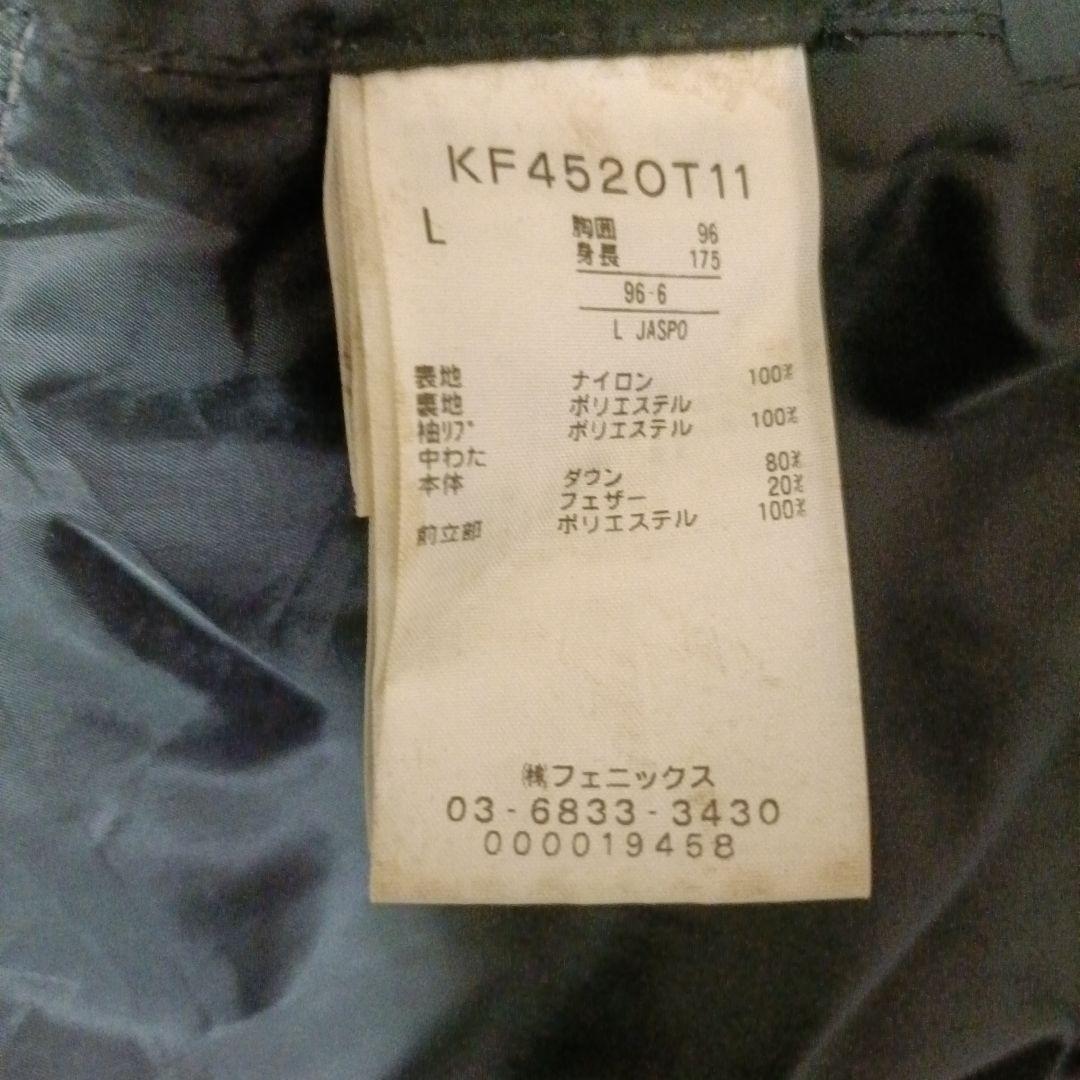 KF4520T11
L 胸囲 96
身長 175
96-6
L JASPO
表地 ナイロン 100%
裏地 ポリエステル
袖リブ ポリエステル 100%
中わた
本体 ダウン 80%
フェザー 20%
前立部 ポリエステル 100%
㈱フェニックス
03-6833-3430
000019458